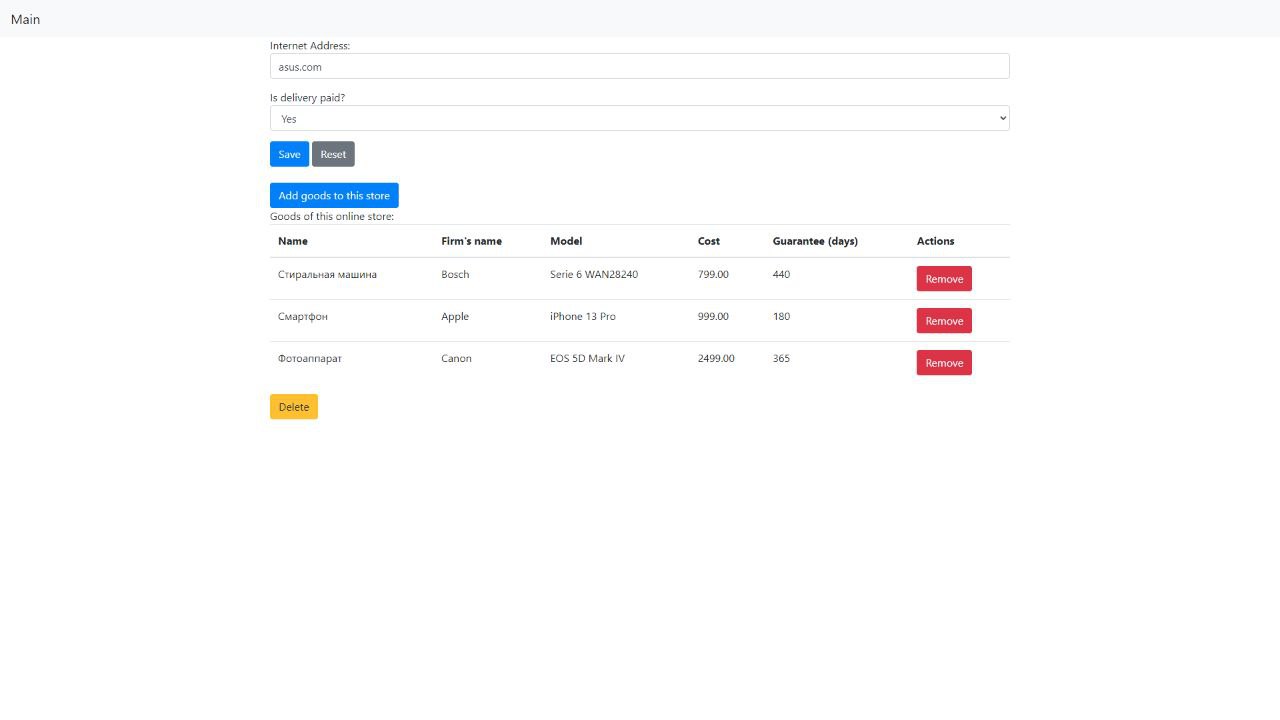 Main
Internet Address:
asus.com
Is delivery paid?
Yes
Save Reset
Add goods to this store
Goods of this online store:
Name Firm's name Model Cost Guarantee (days) Actions
Стиральная машина Bosch Serie 6 WAN28240 799.00 440 Remove
Смартфон Apple iPhone 13 Pro 999.00 180 Remove
Фотоаппарат Canon EOS 5D Mark IV 2499.00 365 Remove
Delete